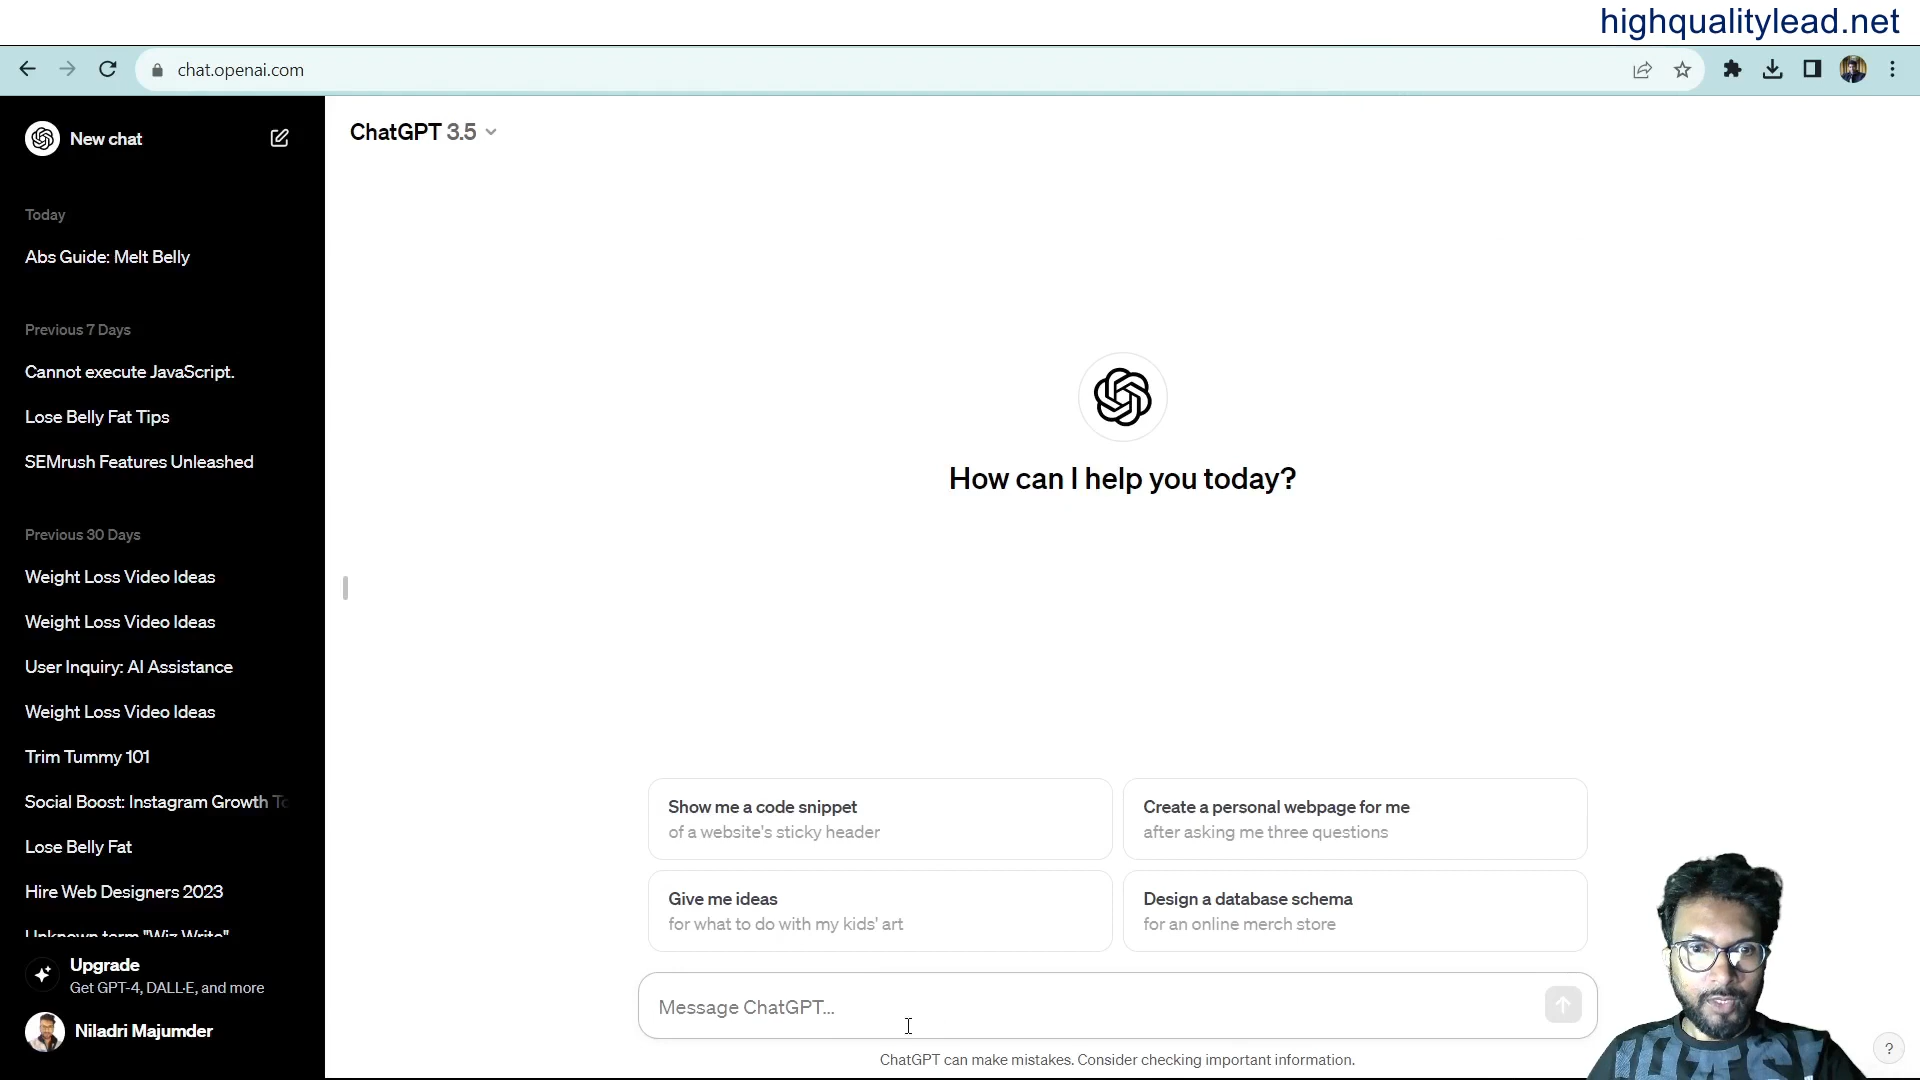 highqualitylead.net
chat.openai.com
New chat
ChatGPT 3.5
Today
Abs Guide: Melt Belly
Previous 7 Days
Cannot execute JavaScript.
Lose Belly Fat Tips
SEMrush Features Unleashed
Previous 30 Days
Weight Loss Video Ideas
Weight Loss Video Ideas
User Inquiry: AI Assistance
Weight Loss Video Ideas
Trim Tummy 101
Social Boost: Instagram Growth To
Lose Belly Fat
Hire Web Designers 2023
Unknown term "Wiz Write"
Upgrade
Get GPT-4, DALL·E, and more
Niladri Majumder
How can I help you today?
Show me a code snippet
of a website's sticky header
Create a personal webpage for me
after asking me three questions
Give me ideas
for what to do with my kids' art
Design a database schema
for an online merch store
Message ChatGPT...
ChatGPT can make mistakes. Consider checking important information.
?